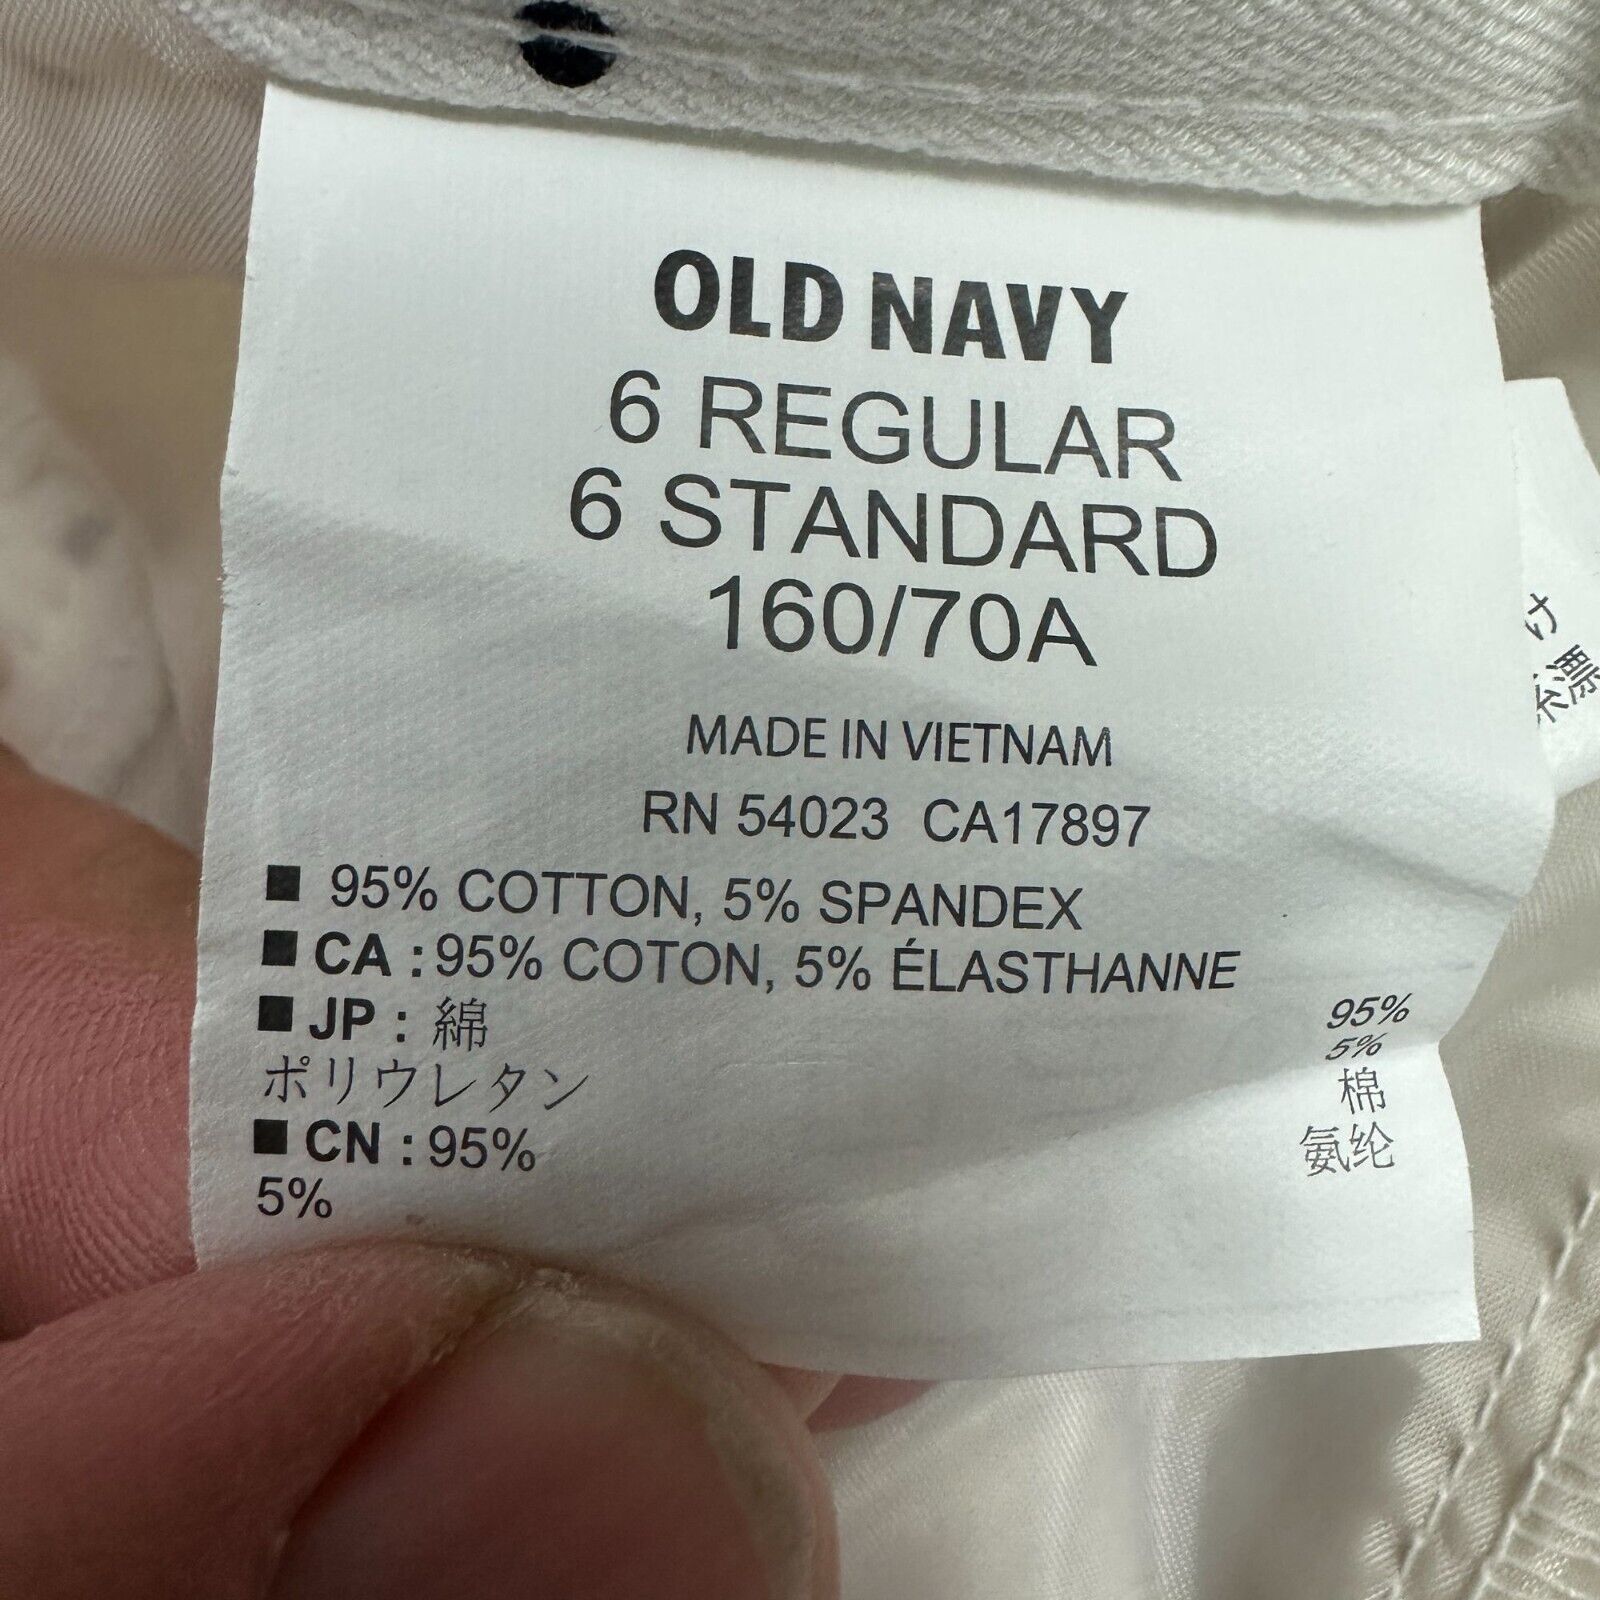 OLD NAVY
6 REGULAR
6 STANDARD
160/70A
MADE IN VIETNAM
RN 54023 CA17897
■ 95% COTTON, 5% SPANDEX
■ CA : 95% COTON, 5% ÉLASTHANNE
■ JP : 綿 95%
ポリウレタン 5%
■ CN : 95% 棉
5% 氨纶
け
漂